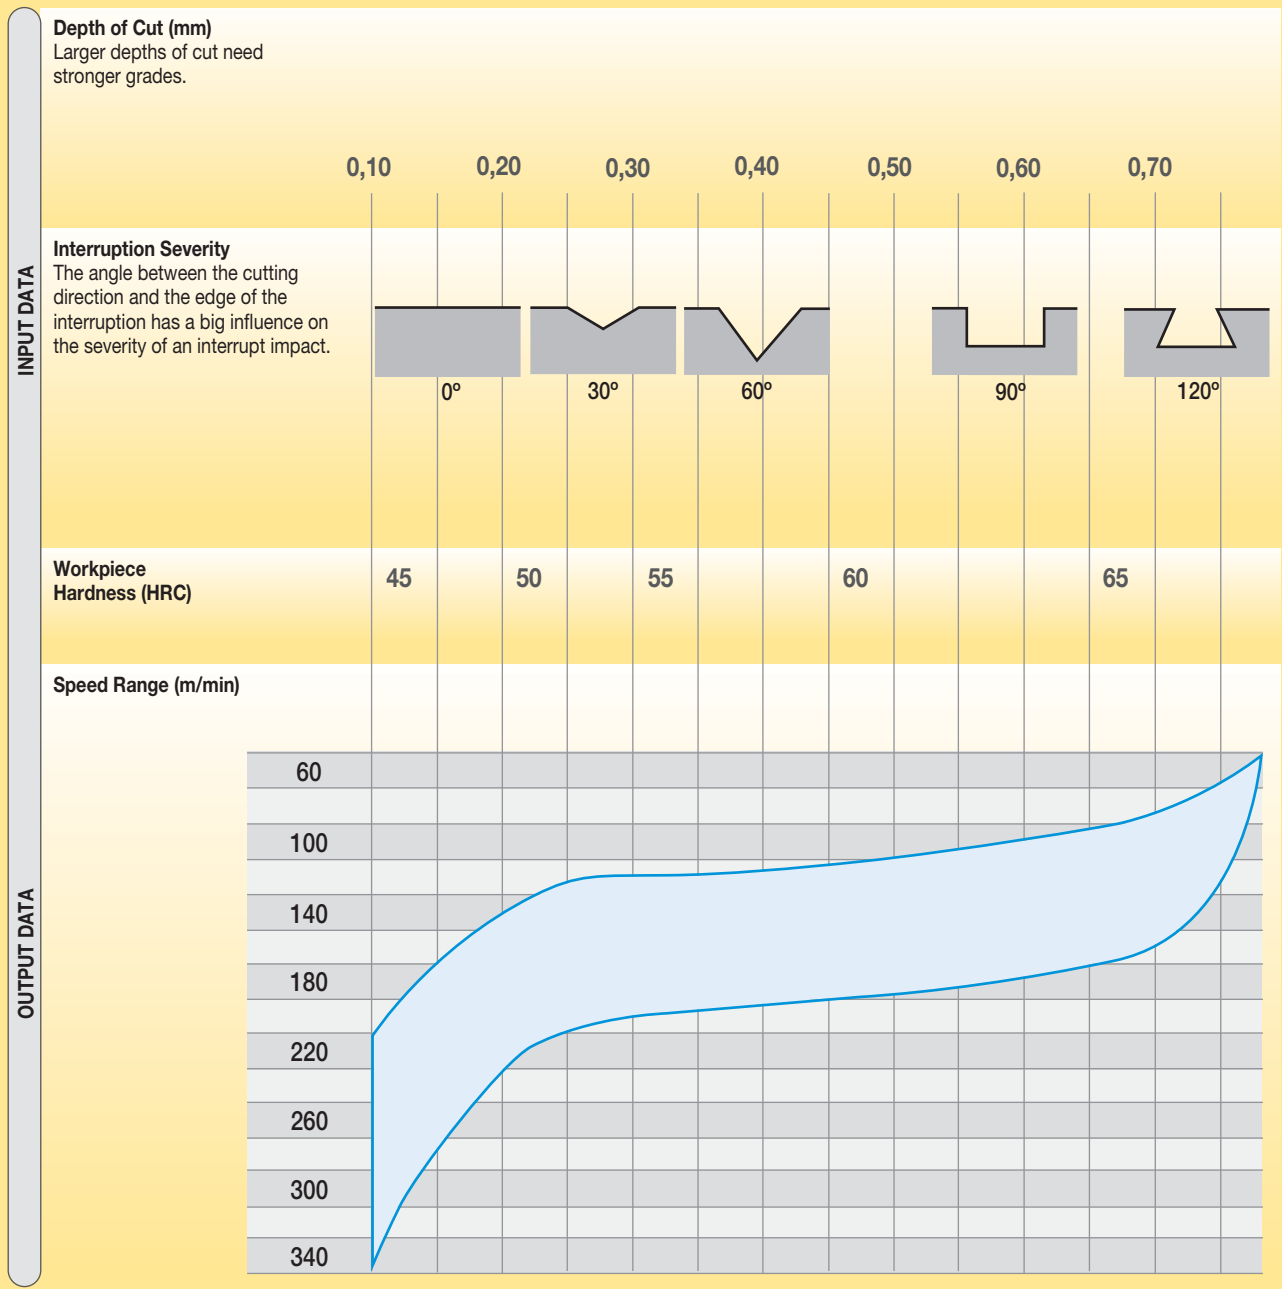 INPUT DATA
Depth of Cut (mm)
Larger depths of cut need
stronger grades.
0,10 0,20 0,30 0,40 0,50 0,60 0,70
Interruption Severity
The angle between the cutting
direction and the edge of the
interruption has a big influence on
the severity of an interrupt impact.
0º 30º 60º 90º 120º
Workpiece
Hardness (HRC)
45 50 55 60 65
OUTPUT DATA
Speed Range (m/min)
60
100
140
180
220
260
300
340